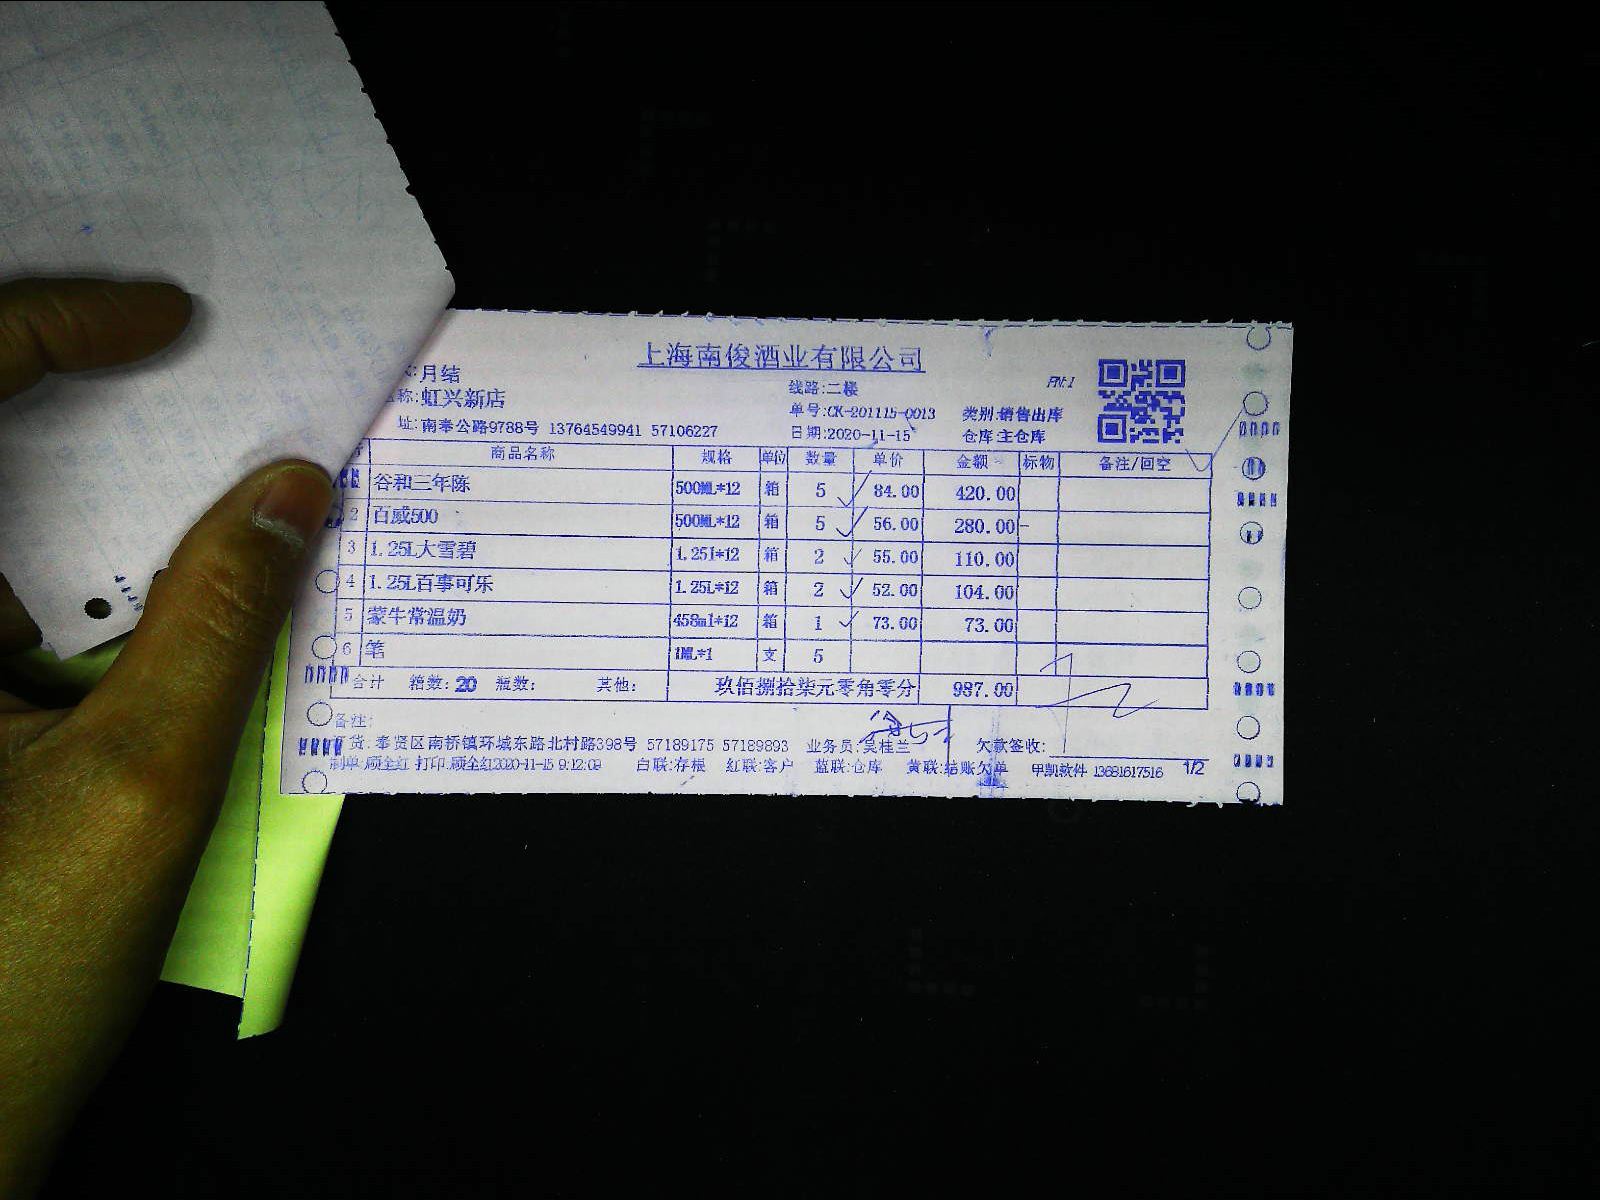 上海南俊酒业有限公司
:月结
线路:二楼
称:虹兴新店
单号:CK-201115-0013 类别:销售出库
址:南奉公路9788号 13764549941 57106227
日期:2020-11-15 仓库:主仓库
商品名称 规格 单位 数量 单价 金额 标物 备注/回空
谷和三年陈 500ML*12 箱 5 84.00 420.00
2 百威500 500ML*12 箱 5 56.00 280.00
3 1.25L大雪碧 1.25l*12 箱 2 55.00 110.00
4 1.25L百事可乐 1.25L*12 箱 2 52.00 104.00
5 蒙牛常温奶 458ml*12 箱 1 73.00 73.00
6 笔 1ML*1 支 5
合计 箱数:20 瓶数: 其他: 玖佰捌拾柒元零角零分 987.00
备注:
货:奉贤区南桥镇环城东路北村路398号 57189175 57189893 业务员:吴桂兰 欠款签收:
制单:顾全红 打印:顾全红2020-11-15 9:12:09 白联:存根 红联:客户 蓝联:仓库 黄联:结账欠单 甲凯软件 13681617516 1/2